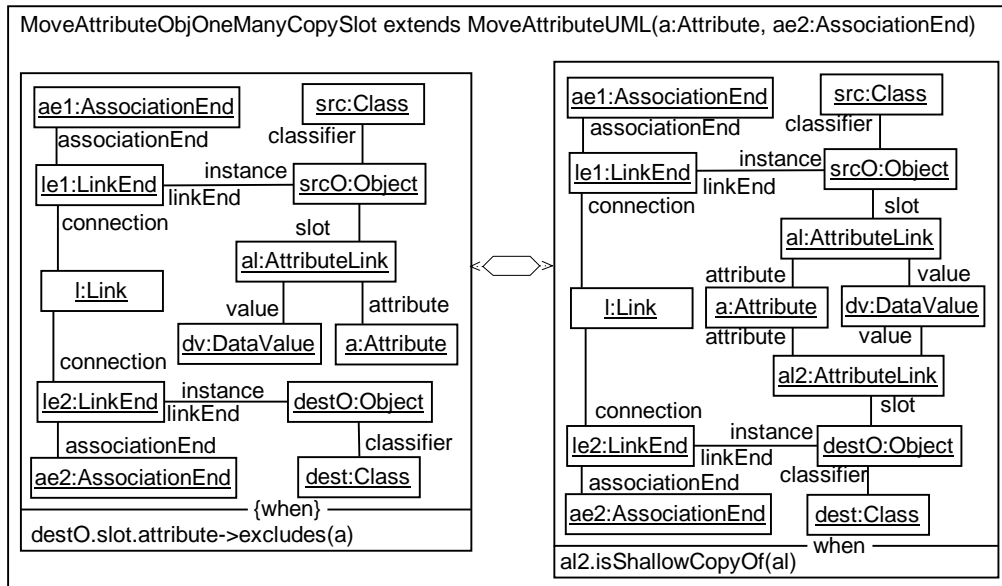 MoveAttributeObjOneManyCopySlot extends MoveAttributeUML(a:Attribute, ae2:AssociationEnd)
ae1:AssociationEnd
src:Class
associationEnd
classifier
le1:LinkEnd
instance
linkEnd
srcO:Object
connection
slot
al:AttributeLink
l:Link
value
attribute
dv:DataValue
a:Attribute
connection
le2:LinkEnd
instance
linkEnd
destO:Object
associationEnd
classifier
ae2:AssociationEnd
dest:Class
{when}
destO.slot.attribute->excludes(a)
ae1:AssociationEnd
src:Class
associationEnd
classifier
le1:LinkEnd
instance
linkEnd
srcO:Object
connection
slot
al:AttributeLink
attribute
value
l:Link
a:Attribute
dv:DataValue
attribute
value
al2:AttributeLink
connection
slot
le2:LinkEnd
instance
linkEnd
destO:Object
associationEnd
classifier
ae2:AssociationEnd
dest:Class
when
al2.isShallowCopyOf(al)